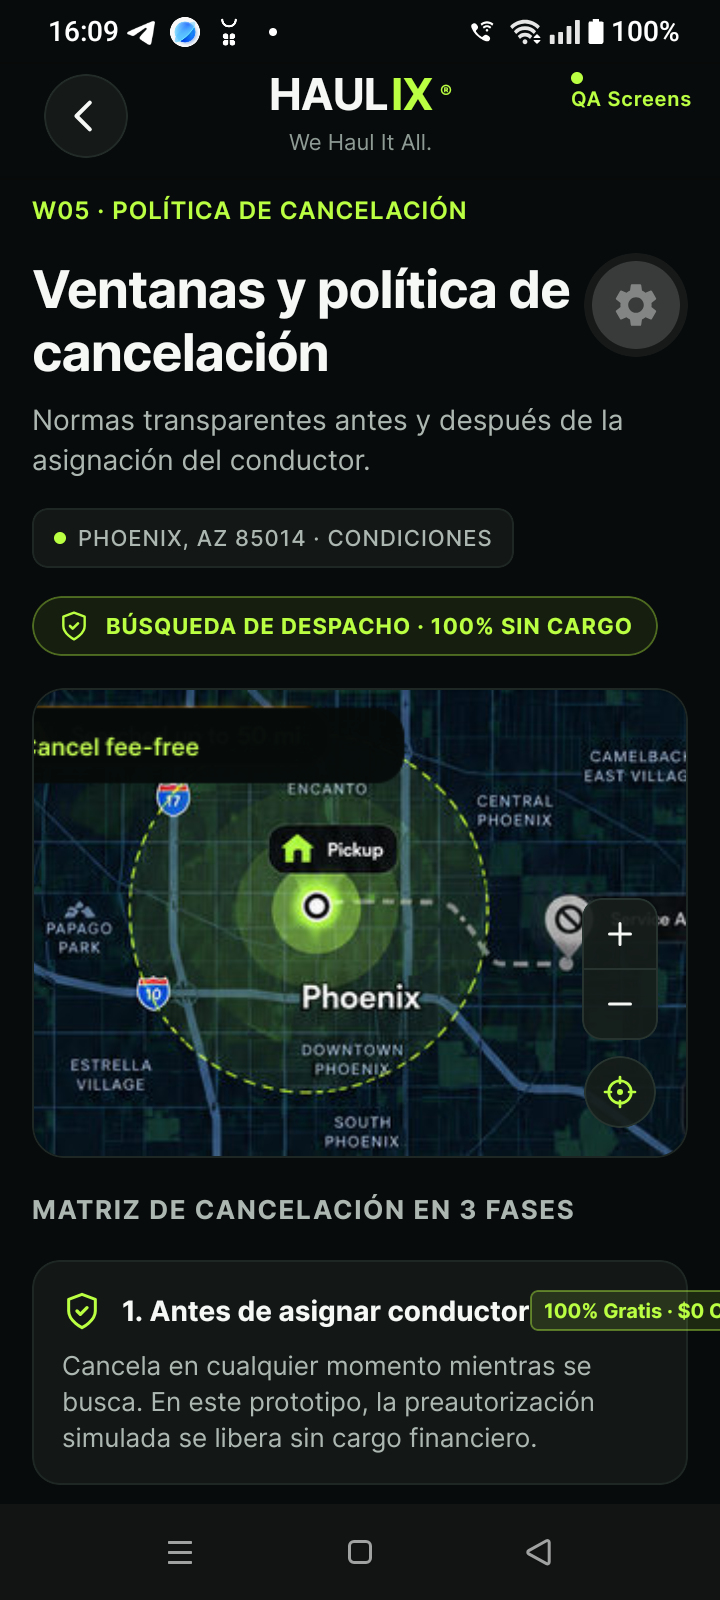 16:09
100%
HAULIX ®
We Haul It All.
QA Screens
W05 · POLÍTICA DE CANCELACIÓN
Ventanas y política de
cancelación
Normas transparentes antes y después de la
asignación del conductor.
PHOENIX, AZ 85014 · CONDICIONES
BÚSQUEDA DE DESPACHO · 100% SIN CARGO
Cancel fee-free
17
ENCANTO
CAMELBACK
EAST VILLAG
CENTRAL
PHOENIX
Pickup
PAPAGO
PARK
10
Phoenix
ESTRELLA
VILLAGE
DOWNTOWN
PHOENIX
SOUTH
PHOENIX
+
−
MATRIZ DE CANCELACIÓN EN 3 FASES
1. Antes de asignar conductor
100% Gratis · $0
Cancela en cualquier momento mientras se
busca. En este prototipo, la preautorización
simulada se libera sin cargo financiero.